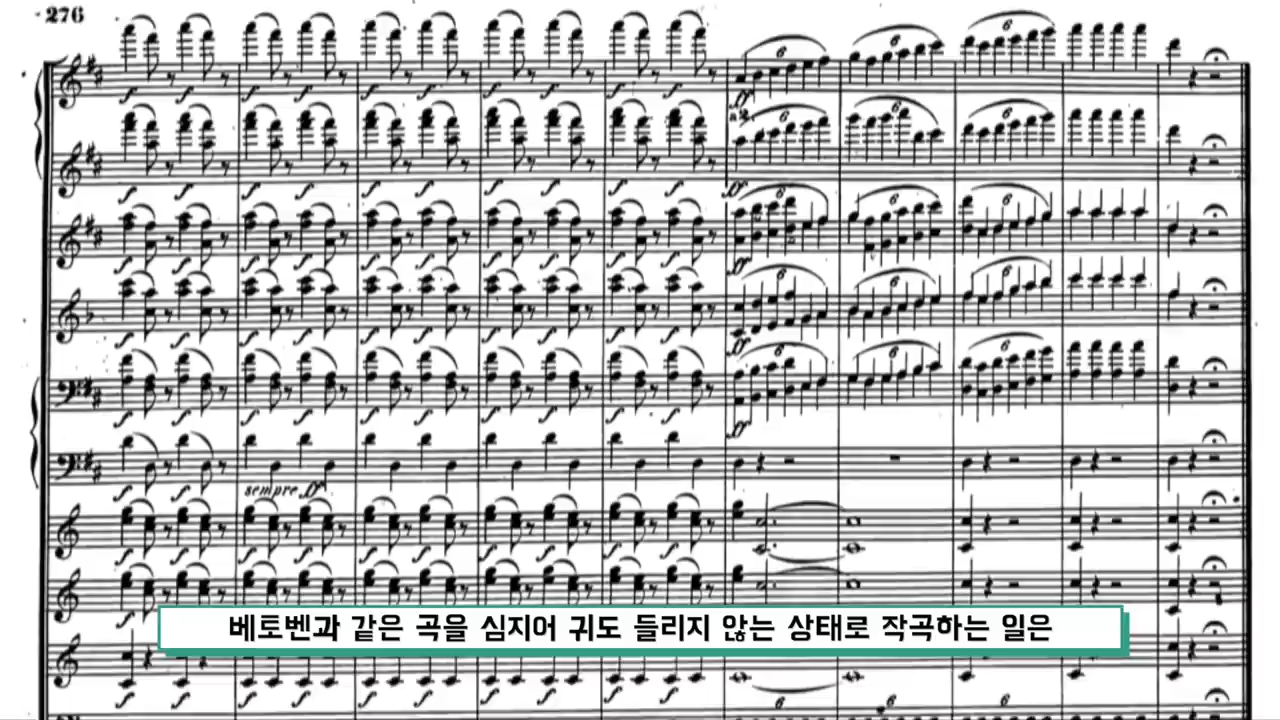 276
sempre ff
베토벤과 같은 곡을 심지어 귀도 들리지 않는 상태로 작곡하는 일은